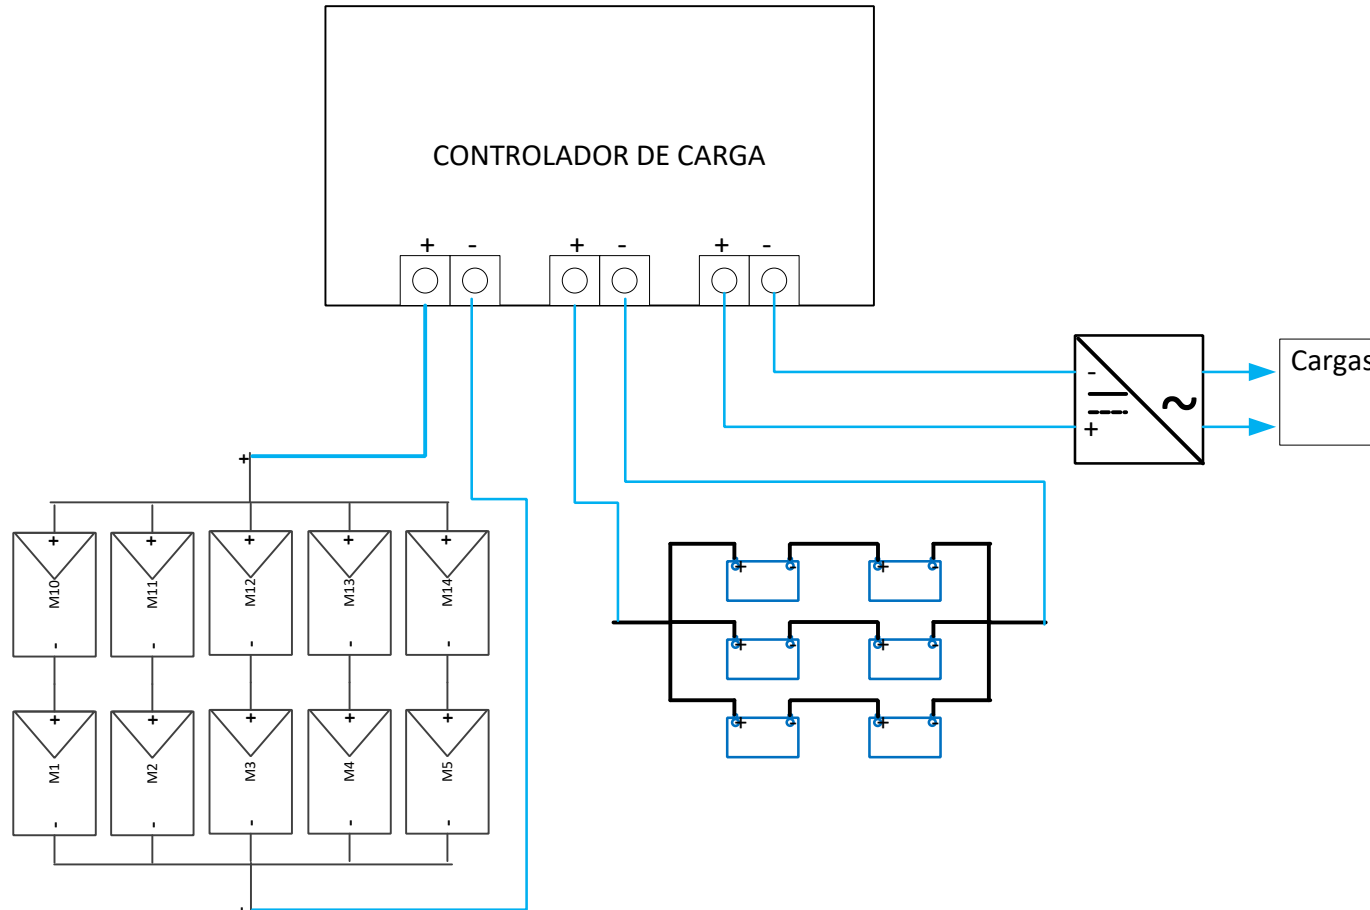 CONTROLADOR DE CARGA
+ - + - + -
Cargas
-
+
~
+
+ + + + +
M10 M11 M12 M13 M14
- - - - -
+ + + + +
M1 M2 M3 M4 M5
- - - - -
-
+ - + -
+ - + -
+ - + -